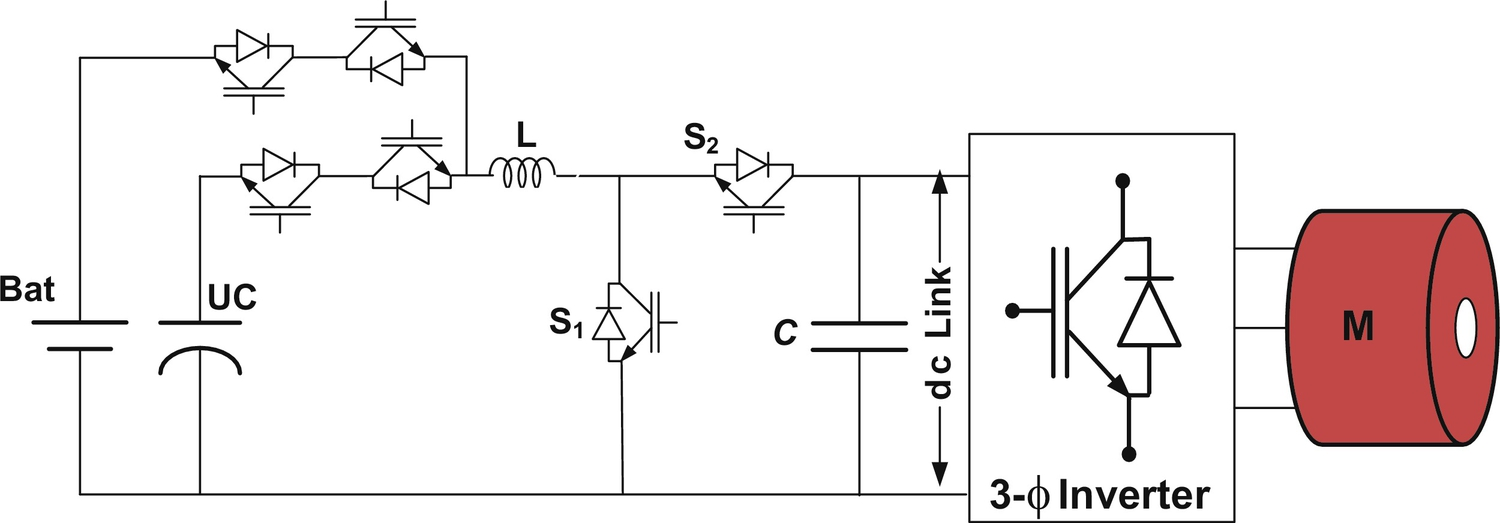 L
S2
Bat
UC
S1
C
dc Link
M
3-ϕ Inverter